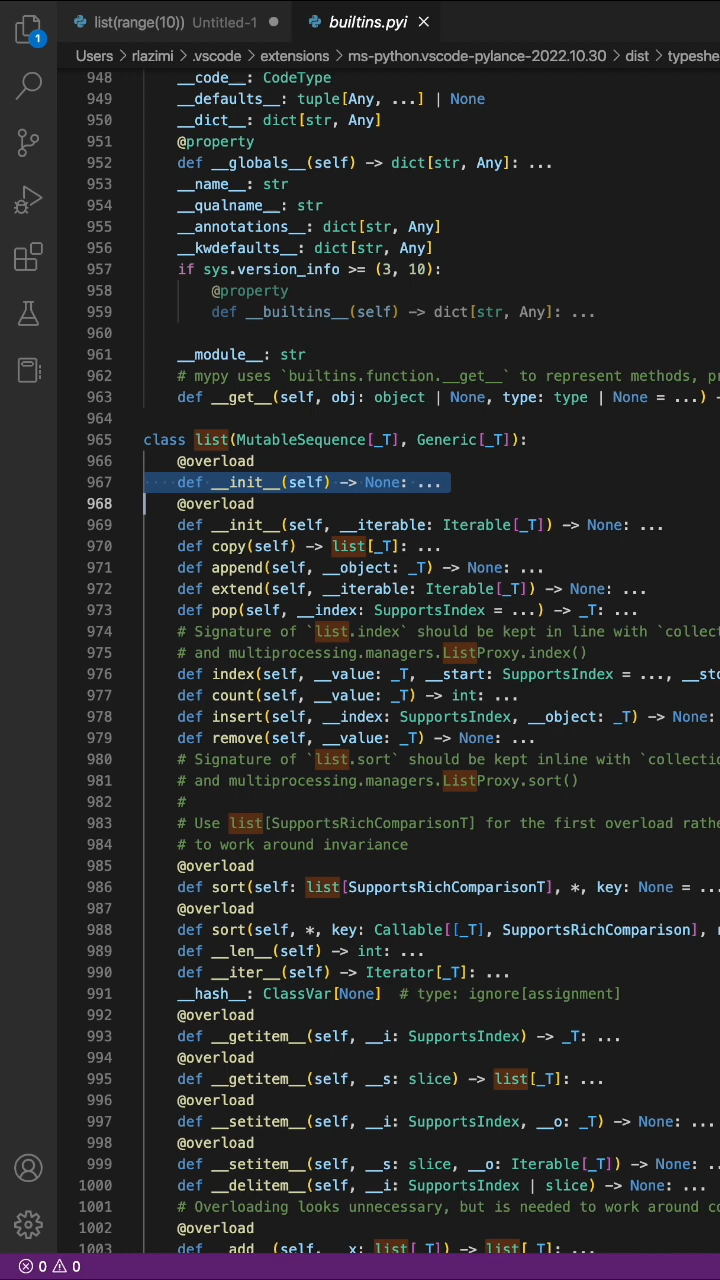 list(range(10)) Untitled-1 ● builtins.pyi ×
1
Users > rlazimi > .vscode > extensions > ms-python.vscode-pylance-2022.10.30 > dist > typeshe
948 __code__: CodeType
949 __defaults__: tuple[Any, ...] | None
950 __dict__: dict[str, Any]
951 @property
952 def __globals__(self) -> dict[str, Any]: ...
953 __name__: str
954 __qualname__: str
955 __annotations__: dict[str, Any]
956 __kwdefaults__: dict[str, Any]
957 if sys.version_info >= (3, 10):
958 @property
959 def __builtins__(self) -> dict[str, Any]: ...
960
961 __module__: str
962 # mypy uses `builtins.function.__get__` to represent methods, pr
963 def __get__(self, obj: object | None, type: type | None = ...) -
964
965 class list(MutableSequence[_T], Generic[_T]):
966 @overload
967 def __init__(self) -> None: ...
968 @overload
969 def __init__(self, __iterable: Iterable[_T]) -> None: ...
970 def copy(self) -> list[_T]: ...
971 def append(self, __object: _T) -> None: ...
972 def extend(self, __iterable: Iterable[_T]) -> None: ...
973 def pop(self, __index: SupportsIndex = ...) -> _T: ...
974 # Signature of `list.index` should be kept in line with `collect
975 # and multiprocessing.managers.ListProxy.index()
976 def index(self, __value: _T, __start: SupportsIndex = ..., __sto
977 def count(self, __value: _T) -> int: ...
978 def insert(self, __index: SupportsIndex, __object: _T) -> None:
979 def remove(self, __value: _T) -> None: ...
980 # Signature of `list.sort` should be kept inline with `collectio
981 # and multiprocessing.managers.ListProxy.sort()
982 #
983 # Use list[SupportsRichComparisonT] for the first overload rathe
984 # to work around invariance
985 @overload
986 def sort(self: list[SupportsRichComparisonT], *, key: None = ...
987 @overload
988 def sort(self, *, key: Callable[[_T], SupportsRichComparison], r
989 def __len__(self) -> int: ...
990 def __iter__(self) -> Iterator[_T]: ...
991 __hash__: ClassVar[None] # type: ignore[assignment]
992 @overload
993 def __getitem__(self, __i: SupportsIndex) -> _T: ...
994 @overload
995 def __getitem__(self, __s: slice) -> list[_T]: ...
996 @overload
997 def __setitem__(self, __i: SupportsIndex, __o: _T) -> None: ...
998 @overload
999 def __setitem__(self, __s: slice, __o: Iterable[_T]) -> None: ..
1000 def __delitem__(self, __i: SupportsIndex | slice) -> None: ...
1001 # Overloading looks unnecessary, but is needed to work around co
1002 @overload
1003 def __add__(self, __x: list[_T]) -> list[_T]: ...
0 0